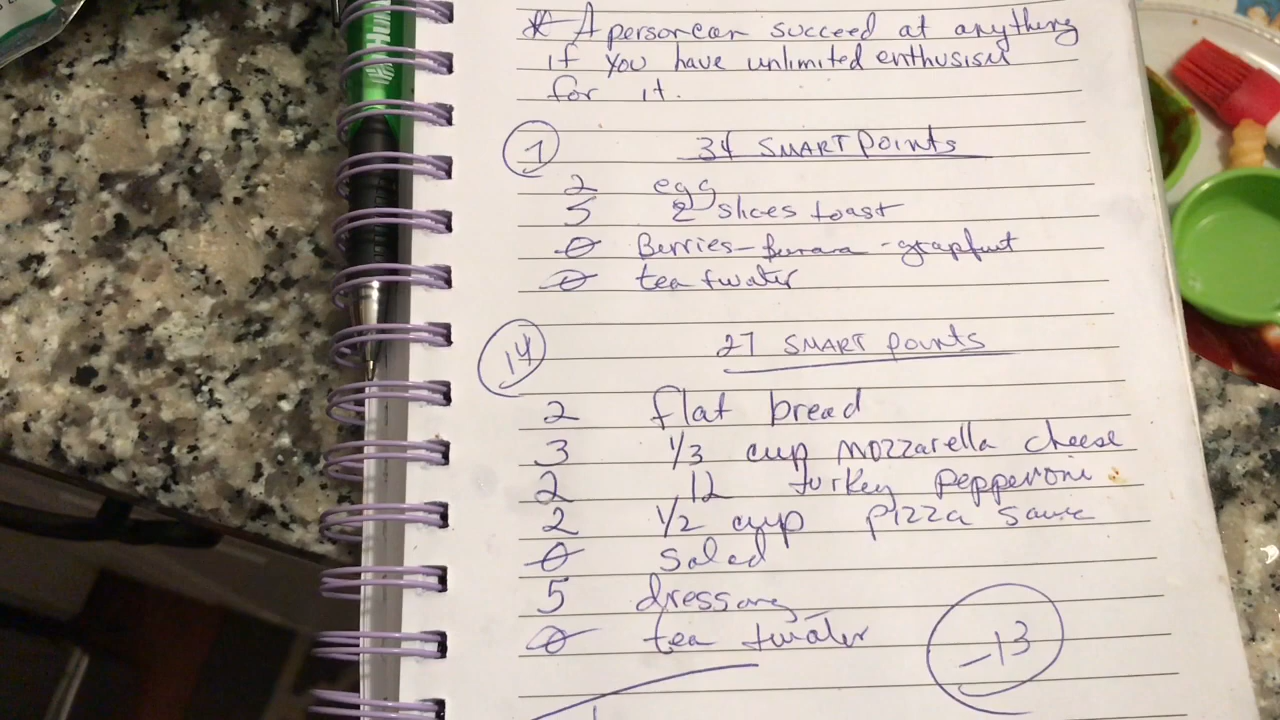 * A person can succeed at anything
if you have unlimited enthusism
for it.
1 34 SMART POINTS
2 egg
5 2 slices toast
0 Berries - banana - grapfruit
0 tea + water
14 27 SMART POINTS
2 flat bread
3 1/3 cup mozzarella cheese
2 12 turkey pepperoni
2 1/2 cup pizza sauce
0 salad
5 dressing
0 tea + water
-13